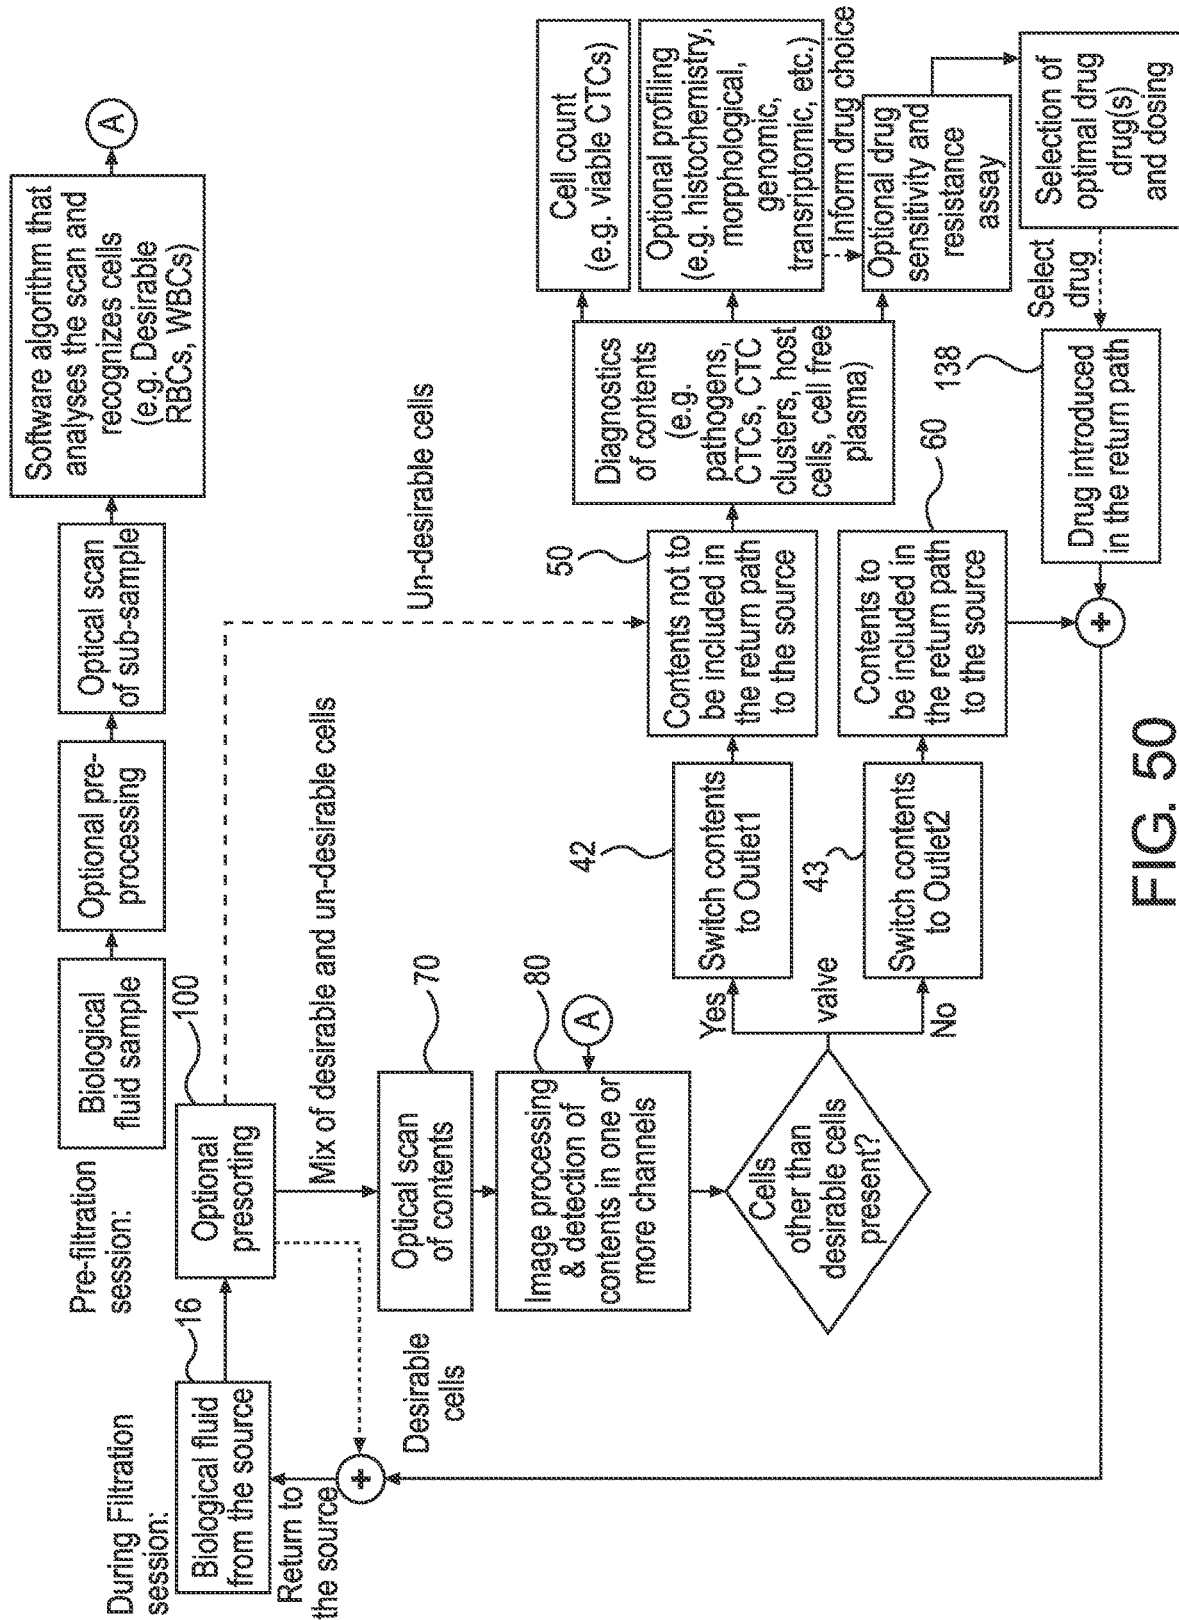 Pre-filtration
session:
Biological
fluid sample
Optional pre-
processing
Optical scan
of sub-sample
Software algorithm that
analyses the scan and
recognizes cells
(e.g. Desirable
RBCs, WBCs)
A
During Filtration
session:
16
Biological fluid
from the source
Return to
the source
+
100
Optional
presorting
Desirable
cells
Mix of desirable and un-desirable cells
Un-desirable cells
70
Optical scan
of contents
80
Image processing
& detection of
contents in one or
more channels
A
Cells
other than
desirable cells
present?
Yes
valve
No
42
Switch contents
to Outlet1
43
Switch contents
to Outlet2
50
Contents not to
be included in
the return path
to the source
60
Contents to
be included in
the return path
to the source
Diagnostics
of contents
(e.g.
pathogens,
CTCs, CTC
clusters, host
cells, cell free
plasma)
Cell count
(e.g. viable CTCs)
Optional profiling
(e.g. histochemistry,
morphological,
genomic,
transcriptomic, etc.)
Inform drug choice
Optional drug
sensitivity and
resistance
assay
Selection of
optimal drug
drug(s)
and dosing
Select
drug
138
Drug introduced
in the return path
+
FIG. 50